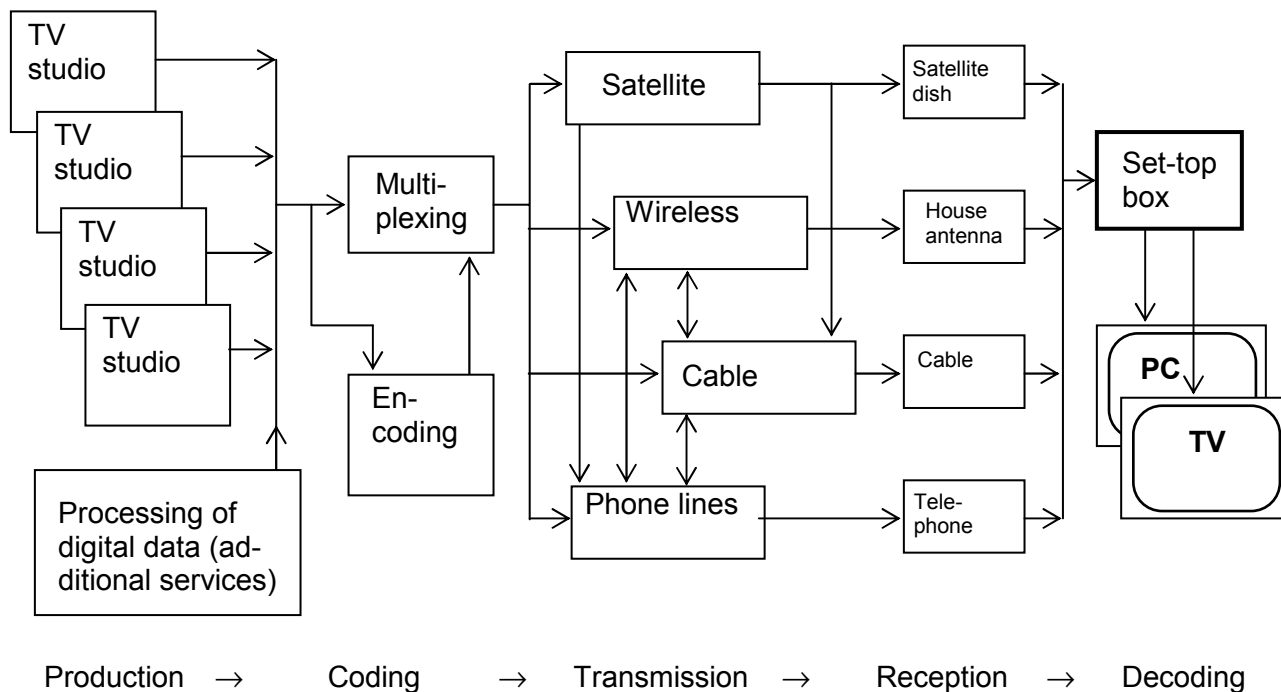 TV
studio
TV
studio
TV
studio
TV
studio
Processing of
digital data (ad-
ditional services)
Multi-
plexing
En-
coding
Satellite
Wireless
Cable
Phone lines
Satellite
dish
House
antenna
Cable
Tele-
phone
Set-top
box
PC
TV
Production → Coding → Transmission → Reception → Decoding